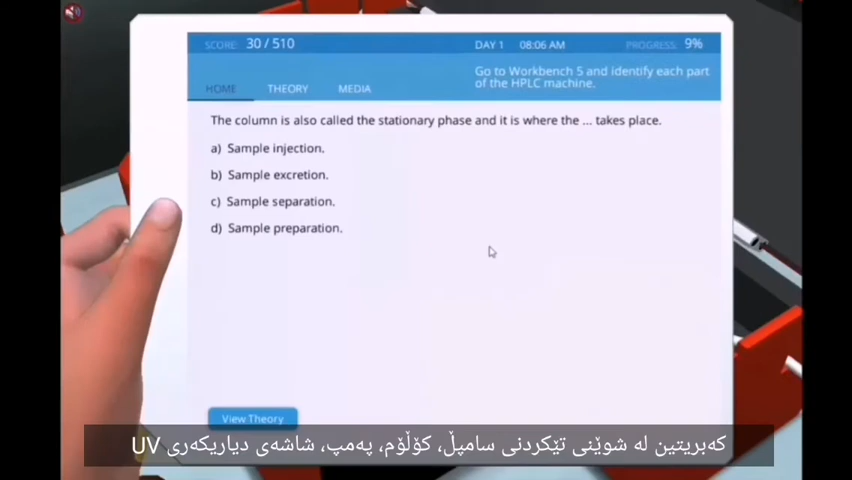 SCORE: 30 / 510
DAY 1 08:06 AM
PROGRESS: 9%
Go to Workbench 5 and identify each part
of the HPLC machine.
HOME THEORY MEDIA
The column is also called the stationary phase and it is where the ... takes place.
a) Sample injection.
b) Sample excretion.
c) Sample separation.
d) Sample preparation.
View Theory
کەبریتین لە شوێنی تێکردنی سامپڵ، کۆڵۆم، پەمپ، شاشەی دیاریکەری UV